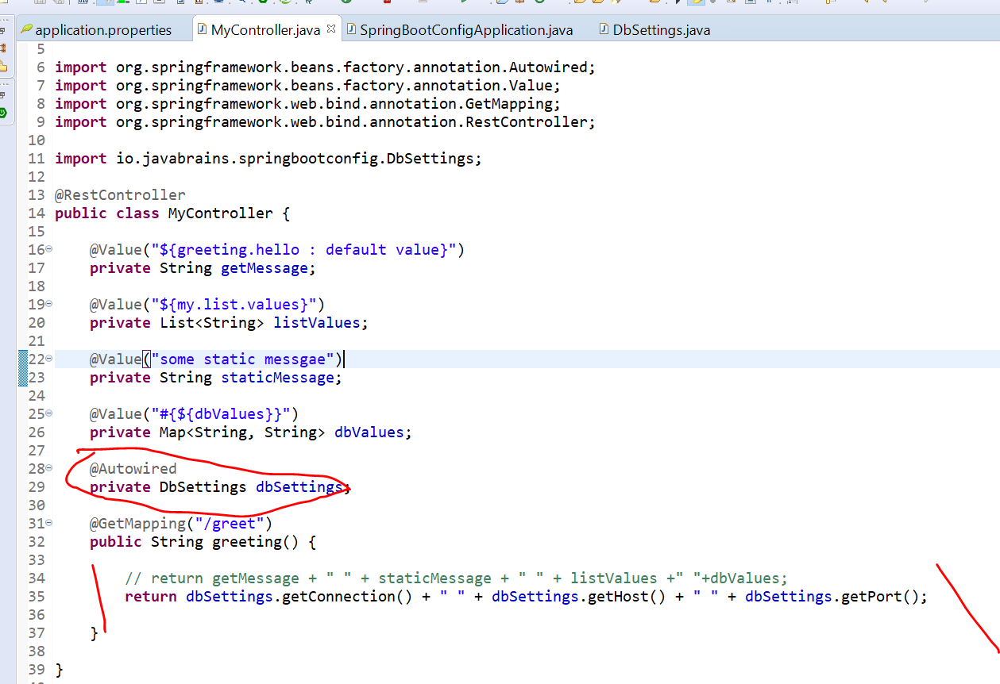 application.properties MyController.java SpringBootConfigApplication.java DbSettings.java
5
6 import org.springframework.beans.factory.annotation.Autowired;
7 import org.springframework.beans.factory.annotation.Value;
8 import org.springframework.web.bind.annotation.GetMapping;
9 import org.springframework.web.bind.annotation.RestController;
10
11 import io.javabrains.springbootconfig.DbSettings;
12
13 @RestController
14 public class MyController {
15
16 @Value("${greeting.hello : default value}")
17 private String getMessage;
18
19 @Value("${my.list.values}")
20 private List<String> listValues;
21
22 @Value("some static messgae")
23 private String staticMessage;
24
25 @Value("#{${dbValues}}")
26 private Map<String, String> dbValues;
27
28 @Autowired
29 private DbSettings dbSettings;
30
31 @GetMapping("/greet")
32 public String greeting() {
33
34 // return getMessage + " " + staticMessage + " " + listValues +" "+dbValues;
35 return dbSettings.getConnection() + " " + dbSettings.getHost() + " " + dbSettings.getPort();
36
37 }
38
39 }